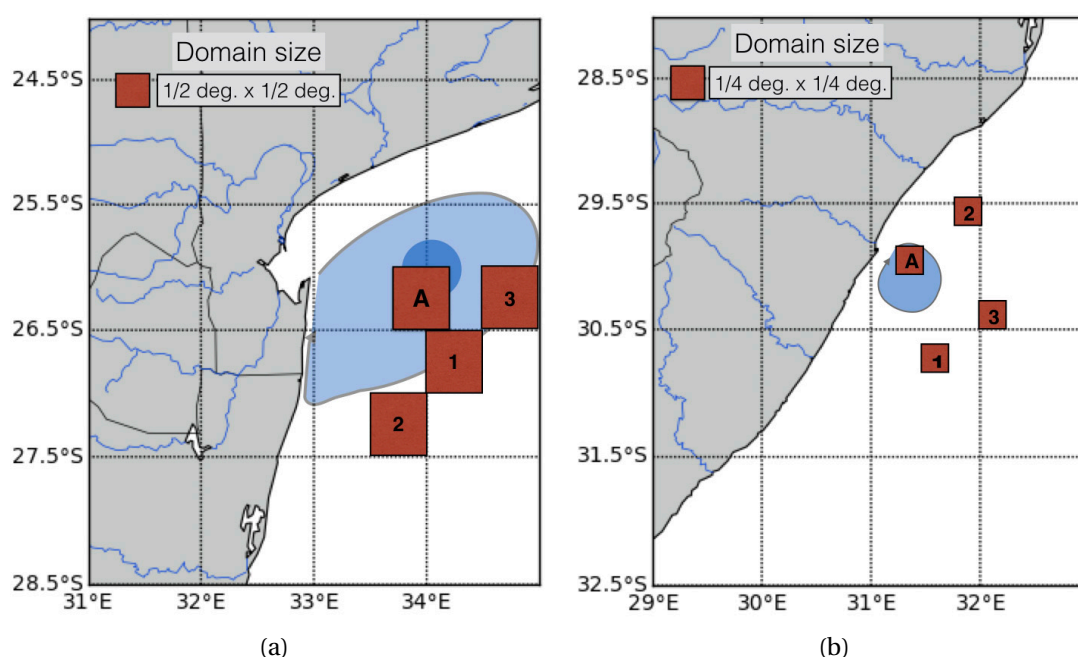 Domain size
1/2 deg. x 1/2 deg.
24.5°S
25.5°S
26.5°S
27.5°S
28.5°S
A
3
1
2
31°E 32°E 33°E 34°E
(a)
Domain size
1/4 deg. x 1/4 deg.
28.5°S
29.5°S
30.5°S
31.5°S
32.5°S
2
A
3
1
29°E 30°E 31°E 32°E
(b)